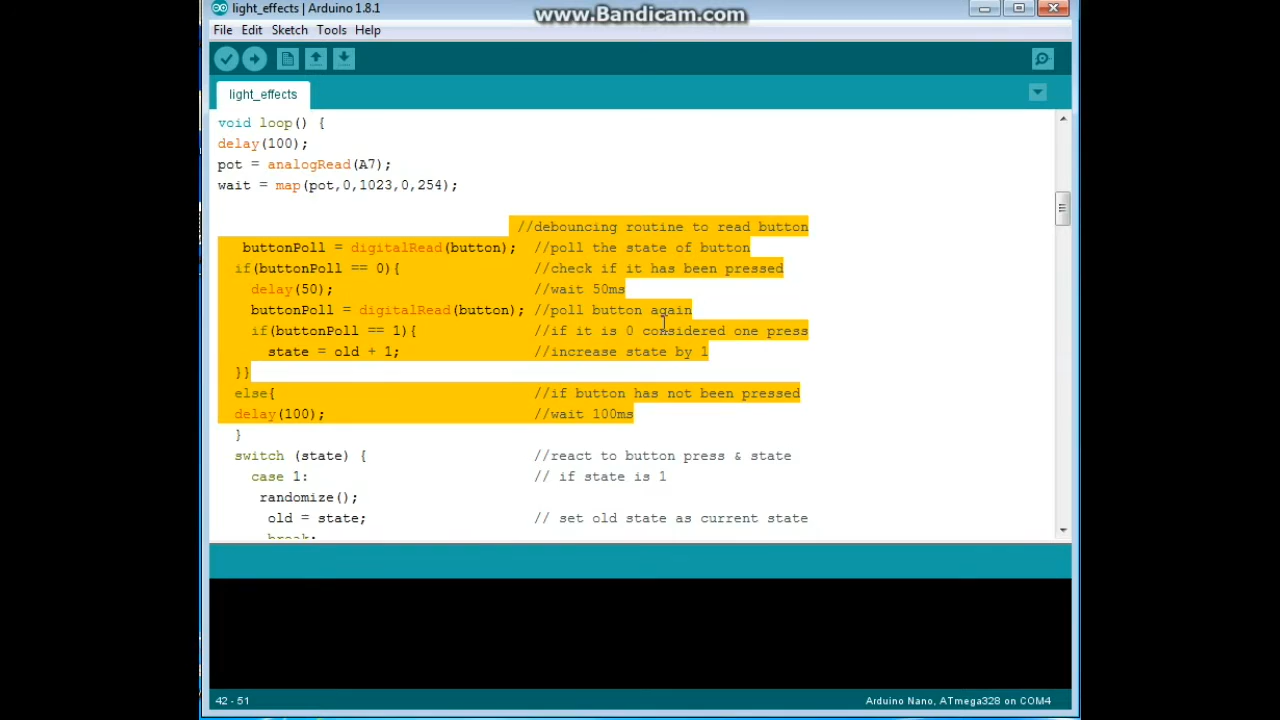 light_effects | Arduino 1.8.1
www.Bandicam.com
File Edit Sketch Tools Help
light_effects
void loop() {
delay(100);
pot = analogRead(A7);
wait = map(pot,0,1023,0,254);
//debouncing routine to read button
buttonPoll = digitalRead(button); //poll the state of button
if(buttonPoll == 0){ //check if it has been pressed
delay(50); //wait 50ms
buttonPoll = digitalRead(button); //poll button again
if(buttonPoll == 1){ //if it is 0 considered one press
state = old + 1; //increase state by 1
}}
else{ //if button has not been pressed
delay(100); //wait 100ms
}
switch (state) { //react to button press & state
case 1: // if state is 1
randomize();
old = state; // set old state as current state
break;
42 - 51
Arduino Nano, ATmega328 on COM4